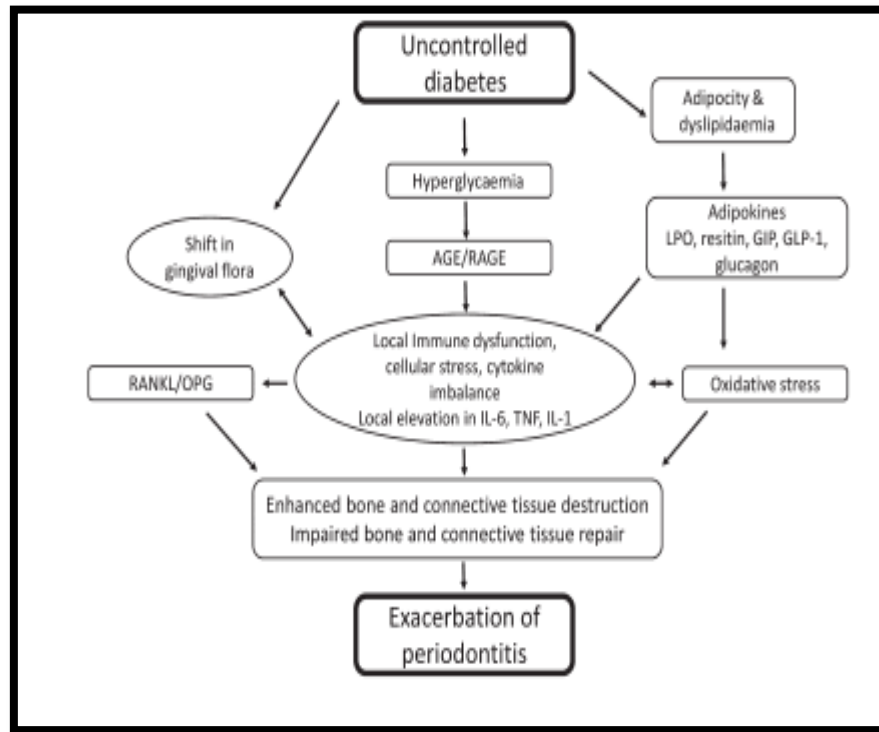 Uncontrolled
diabetes
Adipocity &
dyslipidaemia
Hyperglycaemia
Adipokines
LPO, resitin, GIP, GLP-1,
glucagon
Shift in
gingival flora
AGE/RAGE
Local Immune dysfunction,
cellular stress, cytokine
imbalance
Local elevation in IL-6, TNF, IL-1
RANKL/OPG
Oxidative stress
Enhanced bone and connective tissue destruction
Impaired bone and connective tissue repair
Exacerbation of
periodontitis